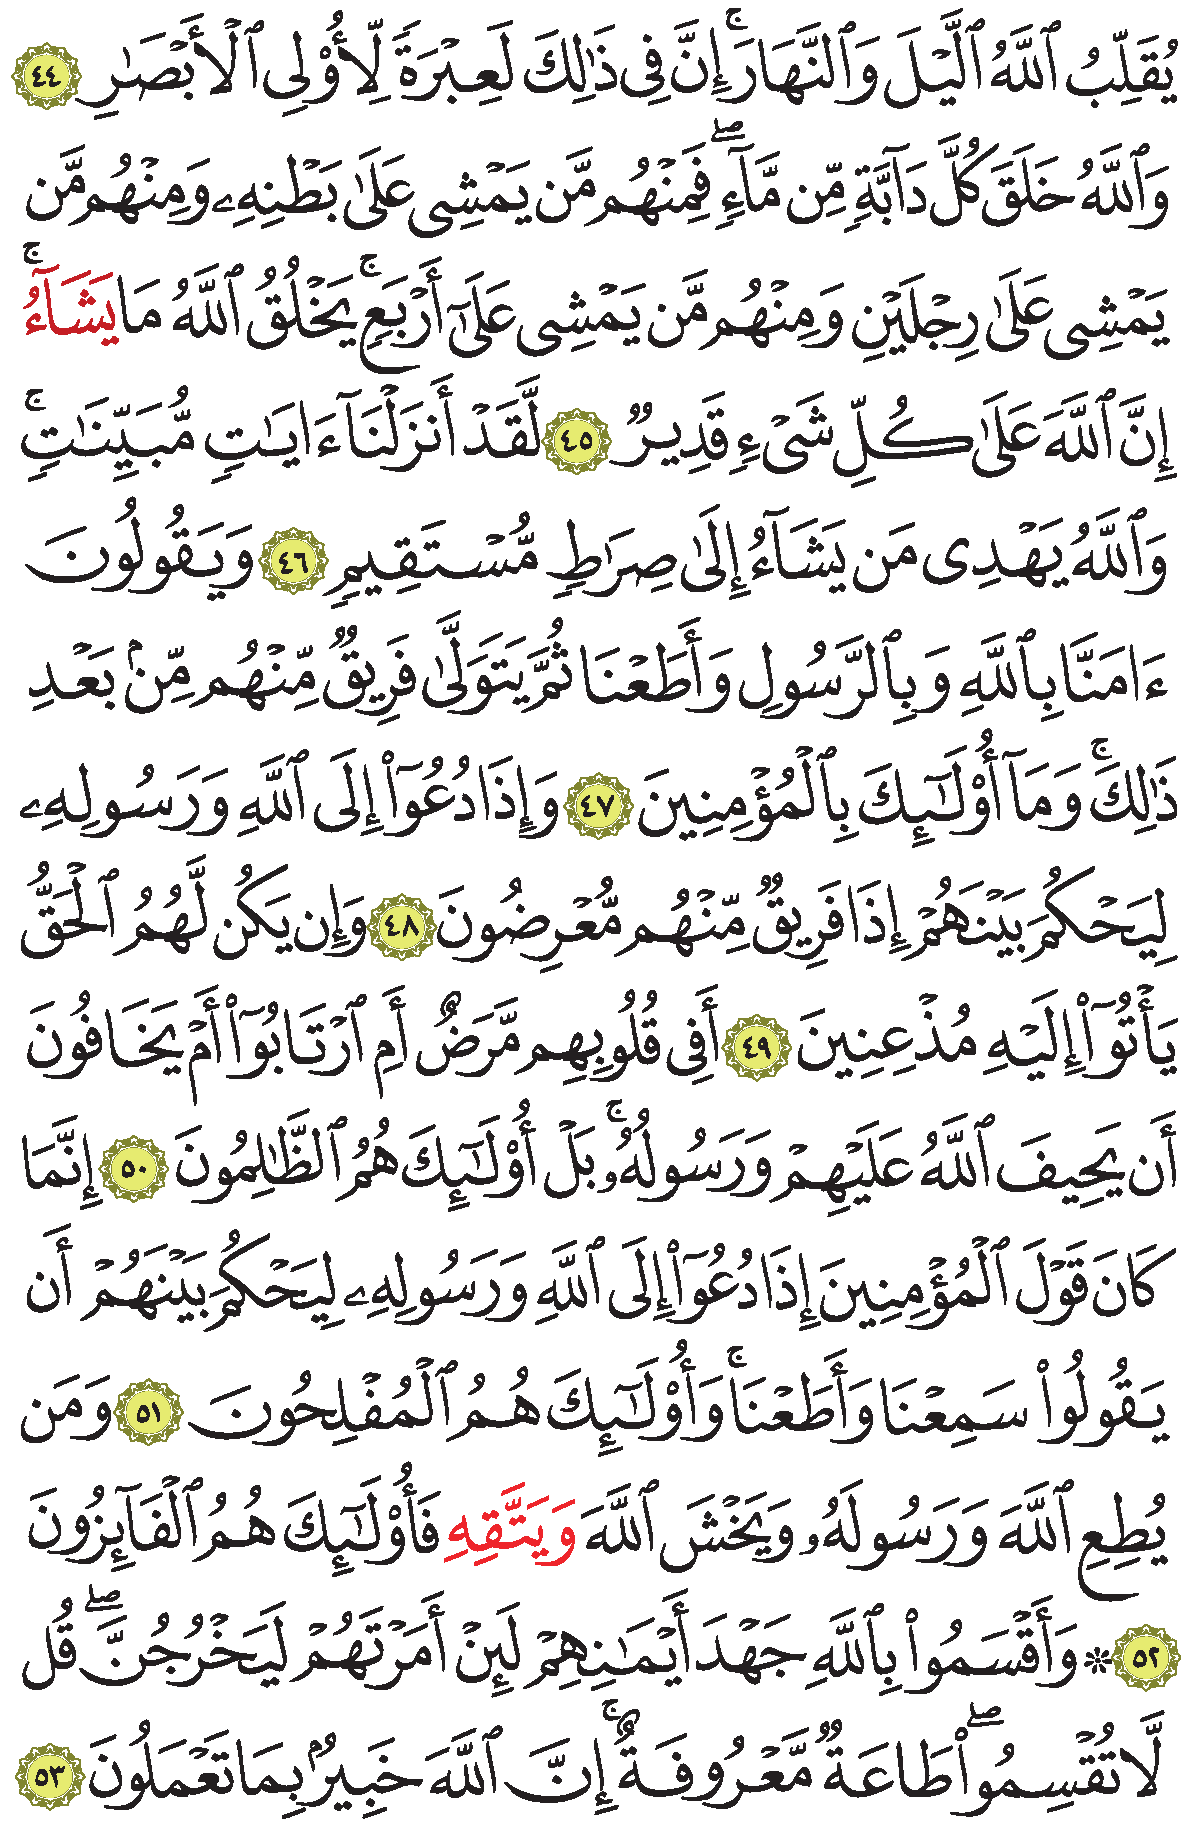 يُقَلِّبُ ٱللَّهُ ٱلَّيْلَ وَٱلنَّهَارَۚ إِنَّ فِى ذَٰلِكَ لَعِبْرَةً لِّأُو۟لِى ٱلْأَبْصَٰرِ ٤٤
وَٱللَّهُ خَلَقَ كُلَّ دَآبَّةٍ مِّن مَّآءٍۖ فَمِنْهُم مَّن يَمْشِى عَلَىٰ بَطْنِهِۦ وَمِنْهُم مَّن
يَمْشِى عَلَىٰ رِجْلَيْنِ وَمِنْهُم مَّن يَمْشِى عَلَىٰٓ أَرْبَعٍۚ يَخْلُقُ ٱللَّهُ مَا يَشَآءُۚ
إِنَّ ٱللَّهَ عَلَىٰ كُلِّ شَىْءٍ قَدِيرٌ ٤٥ لَّقَدْ أَنزَلْنَآ ءَايَٰتٍ مُّبَيِّنَٰتٍۚ
وَٱللَّهُ يَهْدِى مَن يَشَآءُ إِلَىٰ صِرَٰطٍ مُّسْتَقِيمٍ ٤٦ وَيَقُولُونَ
ءَامَنَّا بِٱللَّهِ وَبِٱلرَّسُولِ وَأَطَعْنَا ثُمَّ يَتَوَلَّىٰ فَرِيقٌ مِّنْهُم مِّنۢ بَعْدِ
ذَٰلِكَۚ وَمَآ أُو۟لَٰٓئِكَ بِٱلْمُؤْمِنِينَ ٤٧ وَإِذَا دُعُوٓا۟ إِلَى ٱللَّهِ وَرَسُولِهِۦ
لِيَحْكُمَ بَيْنَهُمْ إِذَا فَرِيقٌ مِّنْهُم مُّعْرِضُونَ ٤٨ وَإِن يَكُن لَّهُمُ ٱلْحَقُّ
يَأْتُوٓا۟ إِلَيْهِ مُذْعِنِينَ ٤٩ أَفِى قُلُوبِهِم مَّرَضٌ أَمِ ٱرْتَابُوٓا۟ أَمْ يَخَافُونَ
أَن يَحِيفَ ٱللَّهُ عَلَيْهِمْ وَرَسُولُهُۥۚ بَلْ أُو۟لَٰٓئِكَ هُمُ ٱلظَّٰلِمُونَ ٥٠ إِنَّمَا
كَانَ قَوْلَ ٱلْمُؤْمِنِينَ إِذَا دُعُوٓا۟ إِلَى ٱللَّهِ وَرَسُولِهِۦ لِيَحْكُمَ بَيْنَهُمْ أَن
يَقُولُوا۟ سَمِعْنَا وَأَطَعْنَاۚ وَأُو۟لَٰٓئِكَ هُمُ ٱلْمُفْلِحُونَ ٥١ وَمَن
يُطِعِ ٱللَّهَ وَرَسُولَهُۥ وَيَخْشَ ٱللَّهَ وَيَتَّقِهِ فَأُو۟لَٰٓئِكَ هُمُ ٱلْفَآئِزُونَ
٥٢ ۞ وَأَقْسَمُوا۟ بِٱللَّهِ جَهْدَ أَيْمَٰنِهِمْ لَئِنْ أَمَرْتَهُمْ لَيَخْرُجُنَّۖ قُل
لَّا تُقْسِمُوا۟ۖ طَاعَةٌ مَّعْرُوفَةٌۚ إِنَّ ٱللَّهَ خَبِيرٌۢ بِمَا تَعْمَلُونَ ٥٣